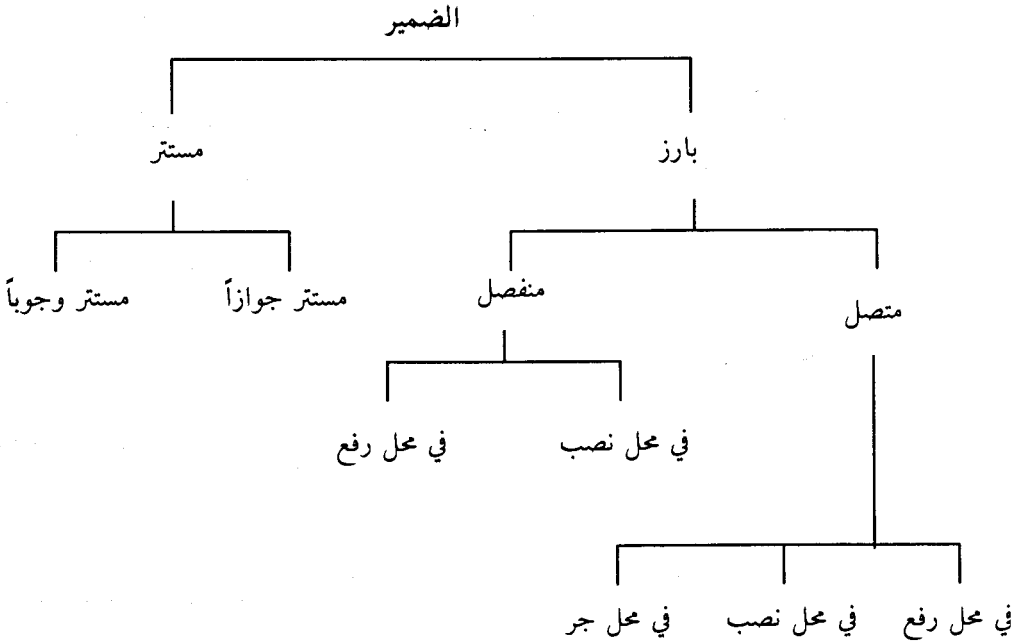 الضمير
بارز
مستتر
متصل
منفصل
مستتر جوازاً
مستتر وجوباً
في محل نصب
في محل رفع
في محل رفع
في محل نصب
في محل جر